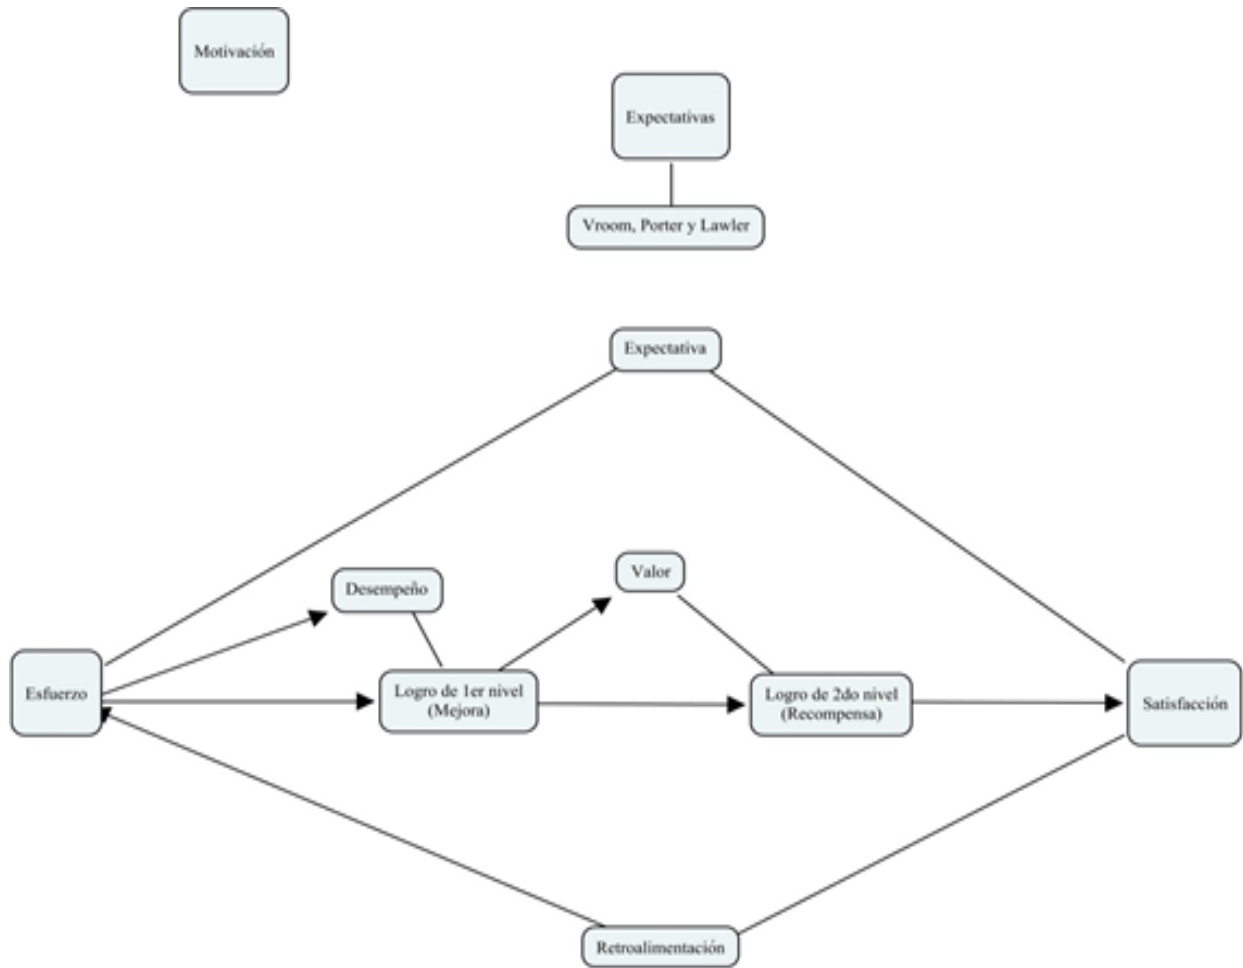 Motivación
Expectativas
Vroom, Porter y Lawler
Expectativa
Valor
Desempeño
Esfuerzo
Logro de 1er nivel
(Mejora)
Logro de 2do nivel
(Recompensa)
Satisfacción
Retroalimentación